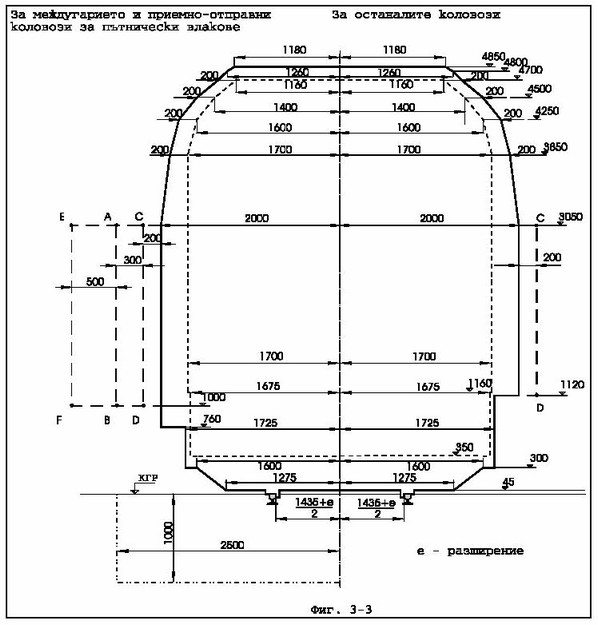 За междугарието и приемно-отправни
коловози за пътнически влакове
За останалите коловози
1180 1180 4850
4800
200 1260 1260 200 4700
1160 1160
200 1400 1400 200 4500
200 1600 1600 200 4250
200 1700 1700 200 3850
E A C 2000 2000 C 3050
200
300 200
500
1700 1700
1675 1675 1160 1120
F B D 1000 D
760
1725 1725
350
1600 1600 300
1275 1275
КГР 45
1435+e 1435+e
2 2
1000
2500
e - разширение
Фиг. 3-3